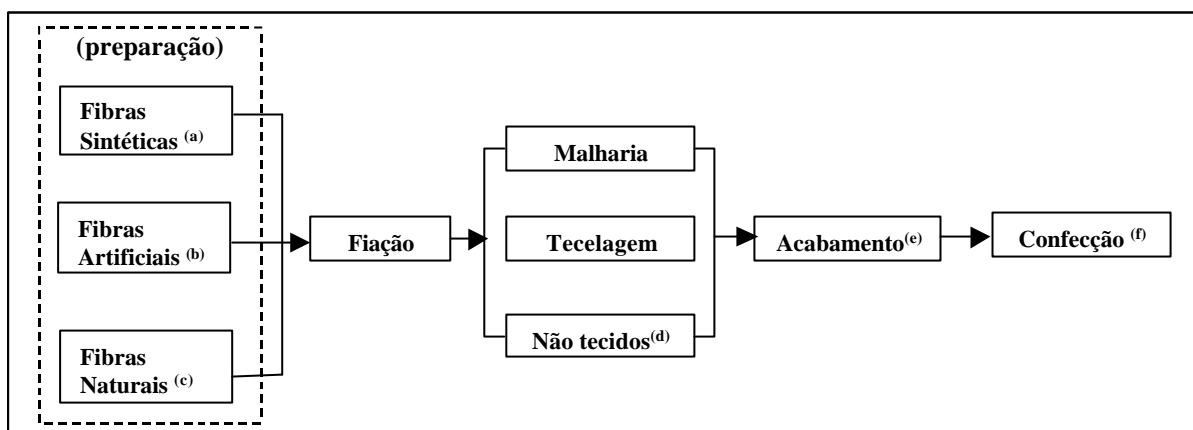 (preparação)
Fibras
Sintéticas (a)
Fibras
Artificiais (b)
Fibras
Naturais (c)
Fiação
Malharia
Tecelagem
Não tecidos(d)
Acabamento(e)
Confecção (f)